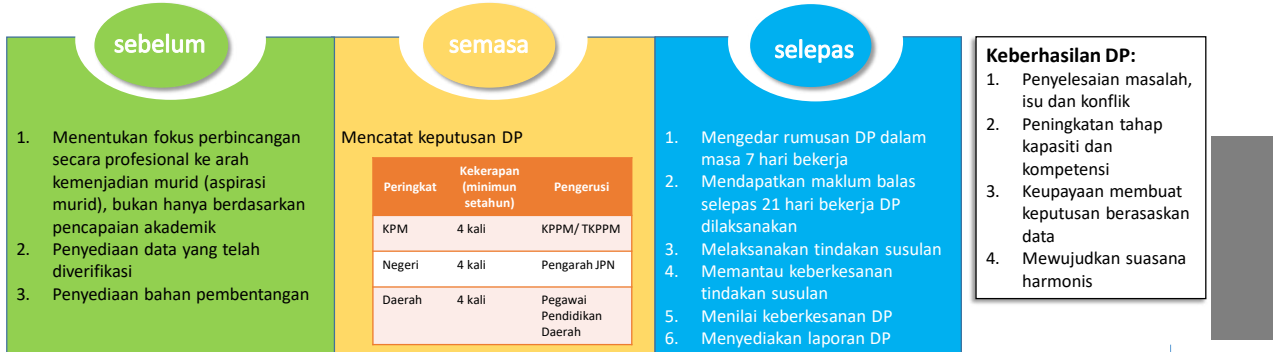 sebelum
1. Menentukan fokus perbincangan
secara profesional ke arah
kemenjadian murid (aspirasi
murid), bukan hanya berdasarkan
pencapaian akademik
2. Penyediaan data yang telah
diverifikasi
3. Penyediaan bahan pembentangan
semasa
Mencatat keputusan DP
Peringkat Kekerapan (minimun setahun) Pengerusi
KPM 4 kali KPPM/ TKPPM
Negeri 4 kali Pengarah JPN
Daerah 4 kali Pegawai
Pendidikan
Daerah
selepas
1. Mengedar rumusan DP dalam
masa 7 hari bekerja
2. Mendapatkan maklum balas
selepas 21 hari bekerja DP
dilaksanakan
3. Melaksanakan tindakan susulan
4. Memantau keberkesanan
tindakan susulan
5. Menilai keberkesanan DP
6. Menyediakan laporan DP
Keberhasilan DP:
1. Penyelesaian masalah,
isu dan konflik
2. Peningkatan tahap
kapasiti dan
kompetensi
3. Keupayaan membuat
keputusan berasaskan
data
4. Mewujudkan suasana
harmonis